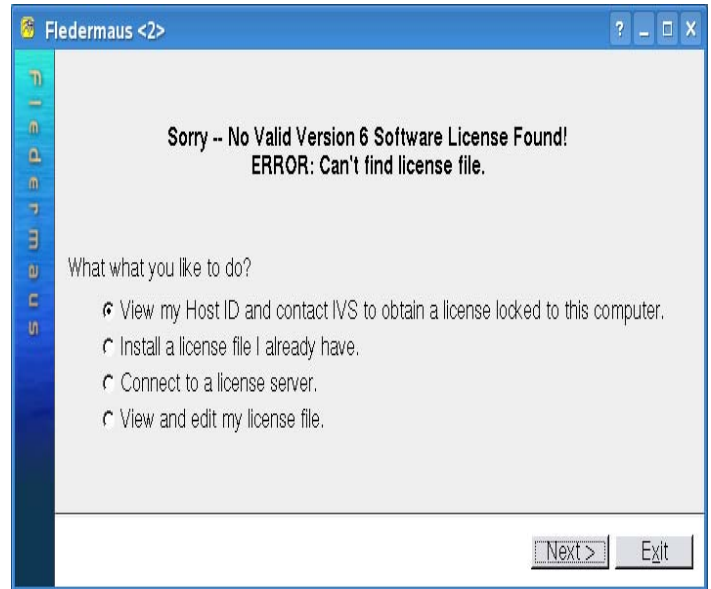 Fledermaus <2>
Fledermaus
Sorry -- No Valid Version 6 Software License Found!
ERROR: Can't find license file.
What what you like to do?
View my Host ID and contact IVS to obtain a license locked to this computer.
Install a license file I already have.
Connect to a license server.
View and edit my license file.
Next >
Exit